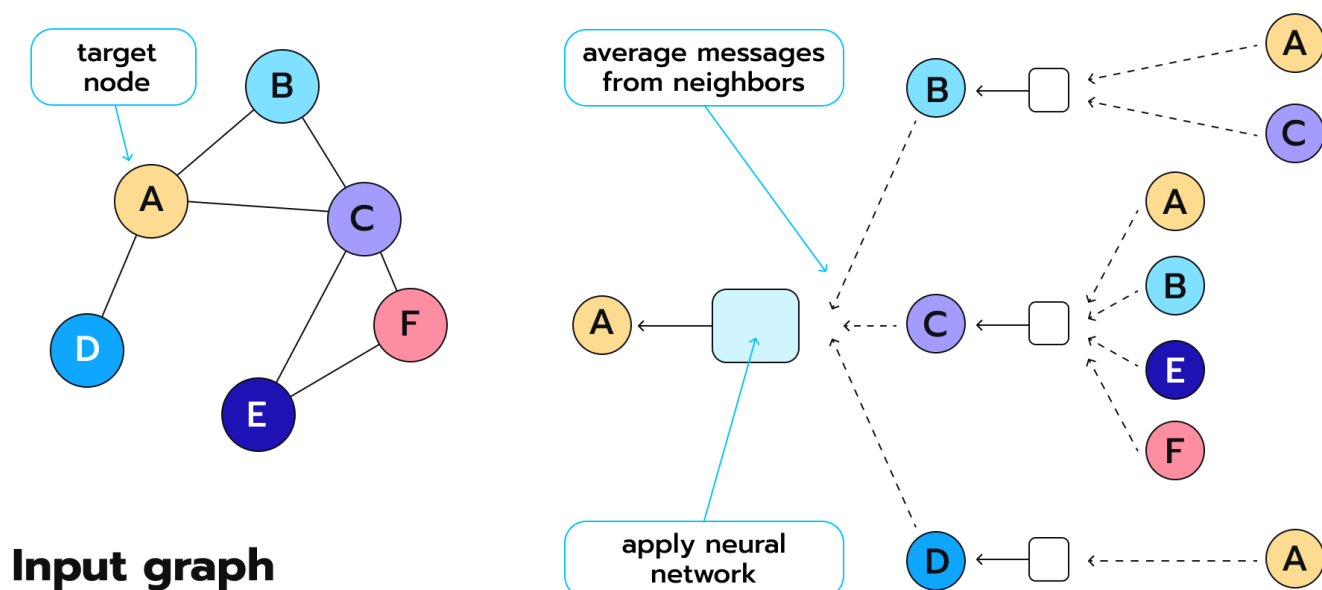 target
node
B
A
C
D
F
E
Input graph
average messages
from neighbors
A
apply neural
network
B
C
D
A
C
A
B
E
F
A